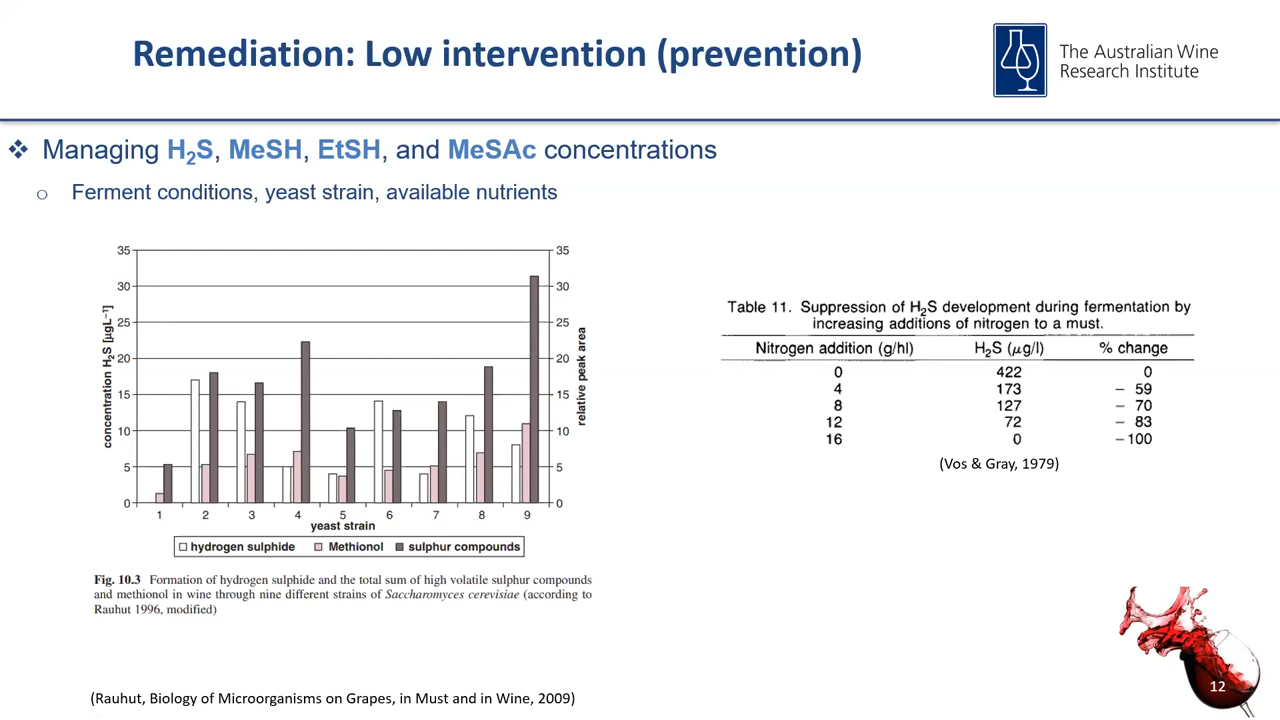 Remediation: Low intervention (prevention)
The Australian Wine
Research Institute
❖ Managing H₂S, MeSH, EtSH, and MeSAc concentrations
o Ferment conditions, yeast strain, available nutrients
35 35
30 30
25 25
20 20
15 15
10 10
5 5
0 0
concentration H₂S [µgL⁻¹]
relative peak area
1 2 3 4 5 6 7 8 9
yeast strain
hydrogen sulphide Methionol sulphur compounds
Fig. 10.3 Formation of hydrogen sulphide and the total sum of high volatile sulphur compounds
and methionol in wine through nine different strains of Saccharomyces cerevisiae (according to
Rauhut 1996, modified)
Table 11. Suppression of H₂S development during fermentation by
increasing additions of nitrogen to a must.
Nitrogen addition (g/hl) H₂S (µg/l) % change
0 422 0
4 173 − 59
8 127 − 70
12 72 − 83
16 0 −100
(Vos & Gray, 1979)
(Rauhut, Biology of Microorganisms on Grapes, in Must and in Wine, 2009)
12